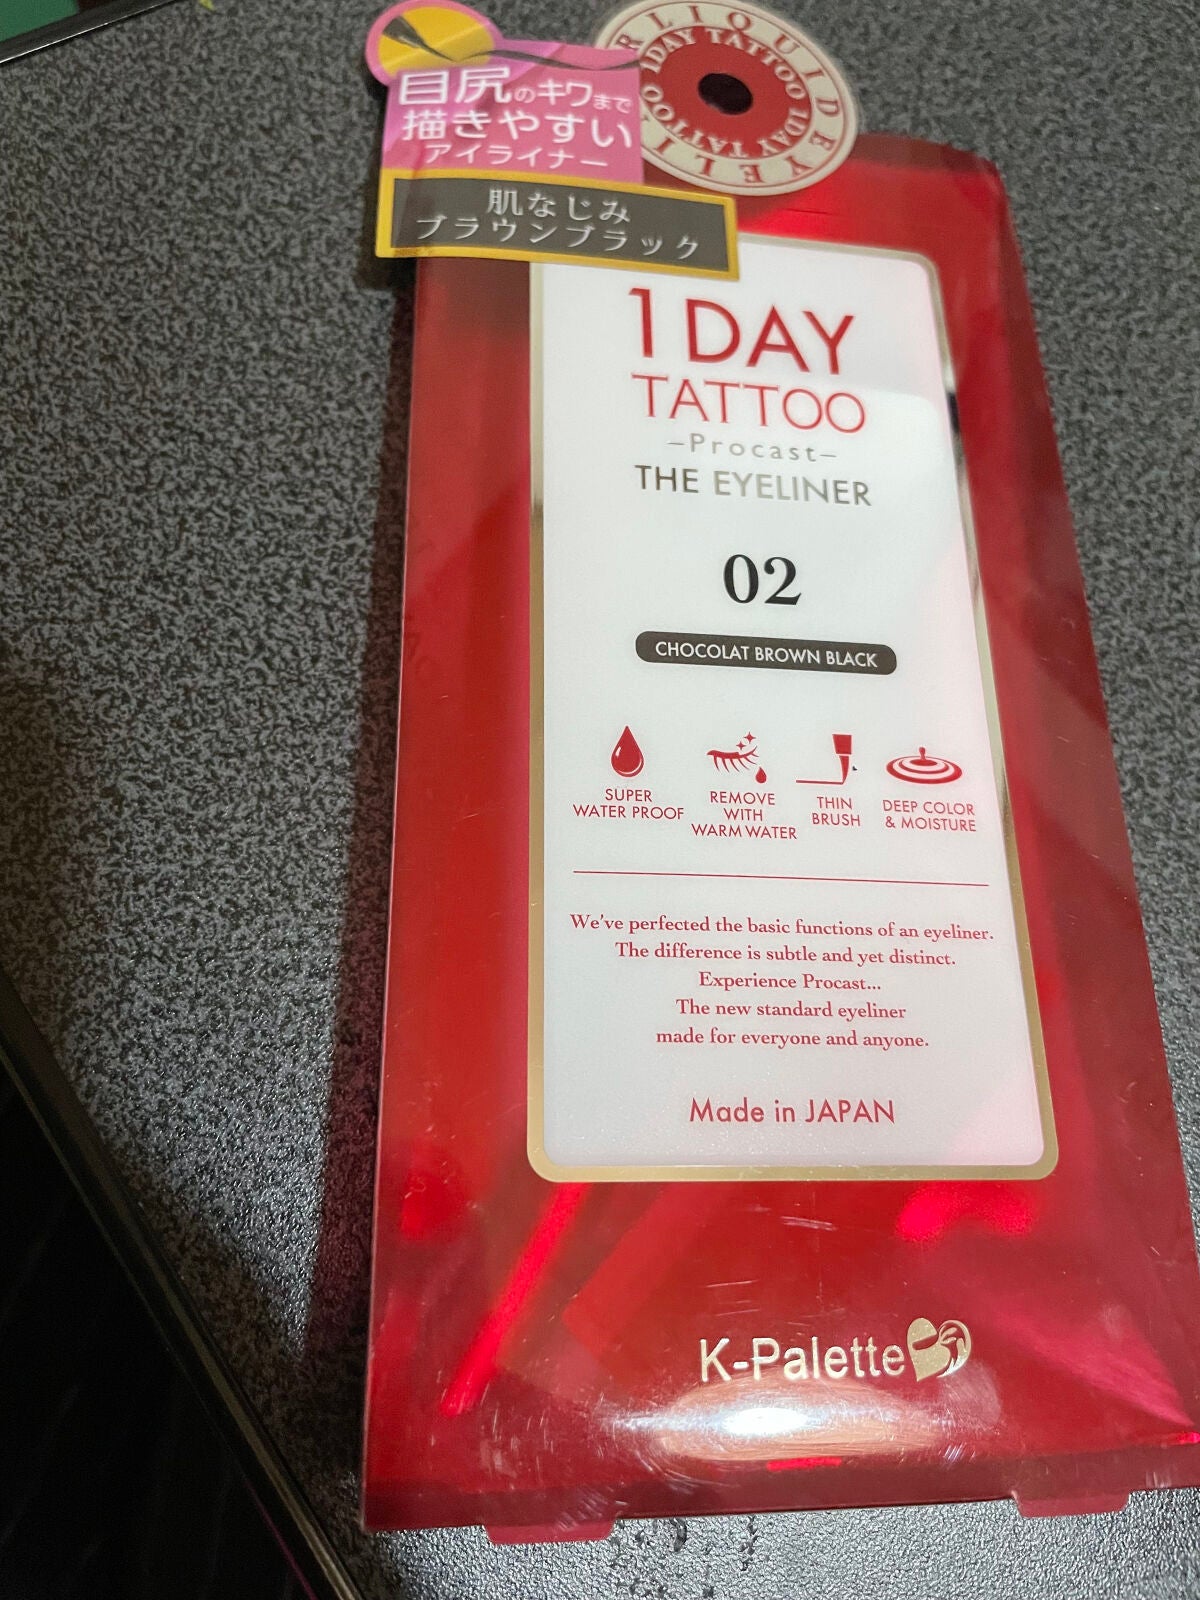 LIQUID EYELI
1DAY TATTOO 1DAY TATTOO
目尻のキワまで
描きやすい
アイライナー
肌なじみ
ブラウンブラック
1DAY
TATTOO
–Procast–
THE EYELINER
02
CHOCOLAT BROWN BLACK
SUPER
WATER PROOF
REMOVE
WITH
WARM WATER
THIN
BRUSH
DEEP COLOR
& MOISTURE
We've perfected the basic functions of an eyeliner.
The difference is subtle and yet distinct.
Experience Procast...
The new standard eyeliner
made for everyone and anyone.
Made in JAPAN
K-Palette